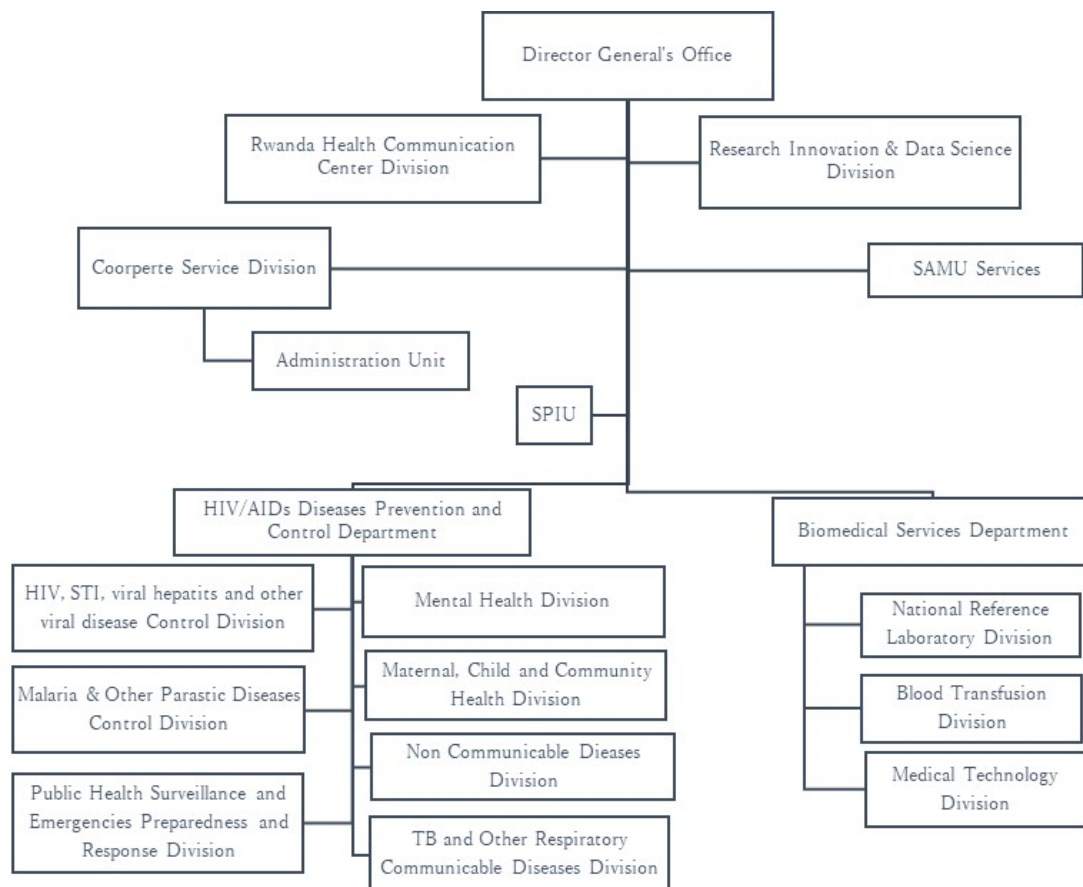 Director General's Office
Rwanda Health Communication
Center Division
Research Innovation & Data Science
Division
Coorperte Service Division
SAMU Services
Administration Unit
SPIU
HIV/AIDs Diseases Prevention and
Control Department
Biomedical Services Department
HIV, STI, viral hepatits and other
viral disease Control Division
Mental Health Division
National Reference
Laboratory Division
Malaria & Other Parastic Diseases
Control Division
Maternal, Child and Community
Health Division
Blood Transfusion
Division
Non Communicable Dieases
Division
Medical Technology
Division
Public Health Surveillance and
Emergencies Preparedness and
Response Division
TB and Other Respiratory
Communicable Diseases Division